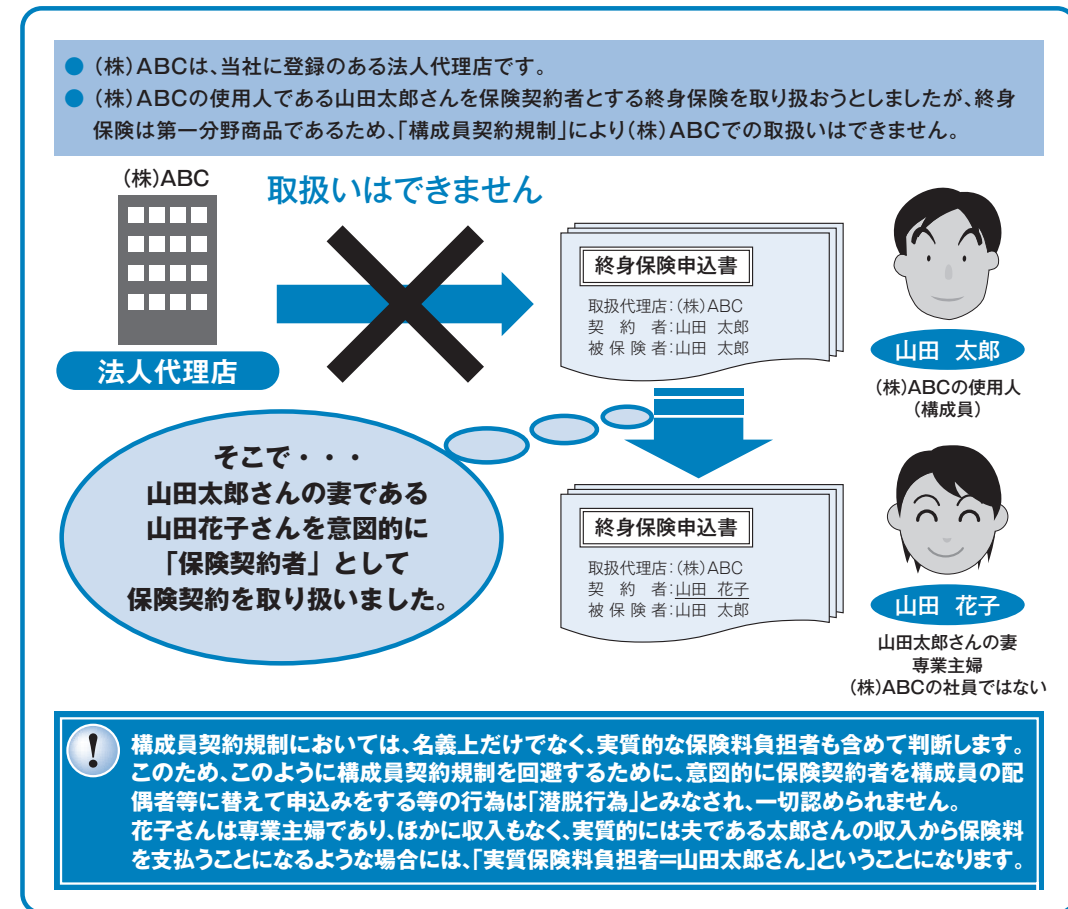 ● (株)ABCは、当社に登録のある法人代理店です。
● (株)ABCの使用人である山田太郎さんを保険契約者とする終身保険を取り扱おうとしましたが、終身
保険は第一分野商品であるため、「構成員契約規制」により(株)ABCでの取扱いはできません。
(株)ABC
取扱いはできません
法人代理店
終身保険申込書
取扱代理店:(株)ABC
契約者:山田 太郎
被保険者:山田 太郎
山田 太郎
(株)ABCの使用人
(構成員)
そこで・・・
山田太郎さんの妻である
山田花子さんを意図的に
「保険契約者」として
保険契約を取り扱いました。
終身保険申込書
取扱代理店:(株)ABC
契約者:山田 花子
被保険者:山田 太郎
山田 花子
山田太郎さんの妻
専業主婦
(株)ABCの社員ではない
!
構成員契約規制においては、名義上だけでなく、実質的な保険料負担者も含めて判断します。
このため、このように構成員契約規制を回避するために、意図的に保険契約者を構成員の配
偶者等に替えて申込みをする等の行為は「潜脱行為」とみなされ、一切認められません。
花子さんは専業主婦であり、ほかに収入もなく、実質的には夫である太郎さんの収入から保険料
を支払うことになるような場合には、「実質保険料負担者=山田太郎さん」ということになります。